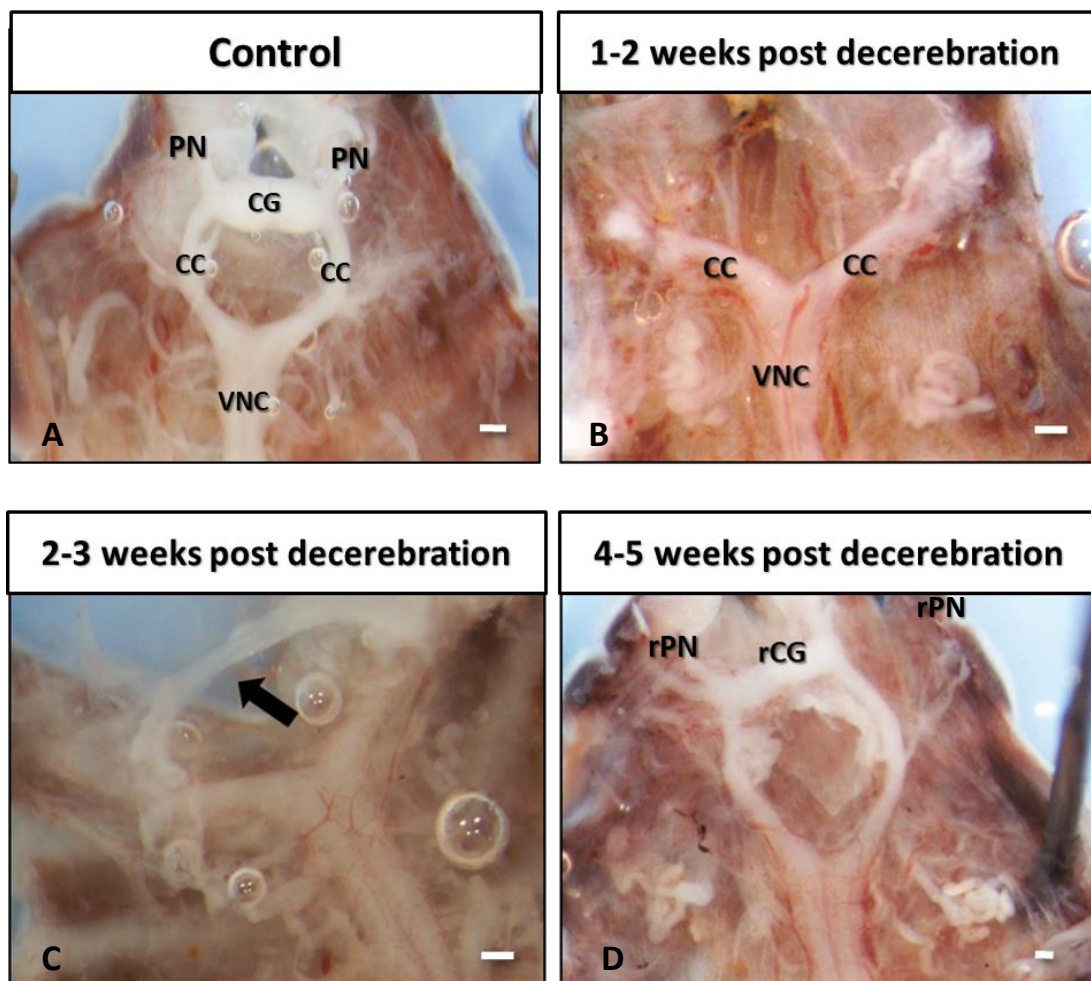 Control
1-2 weeks post decerebration
PN
PN
CG
CC
CC
VNC
A
CC
CC
VNC
B
2-3 weeks post decerebration
4-5 weeks post decerebration
C
rPN
rPN
rCG
D